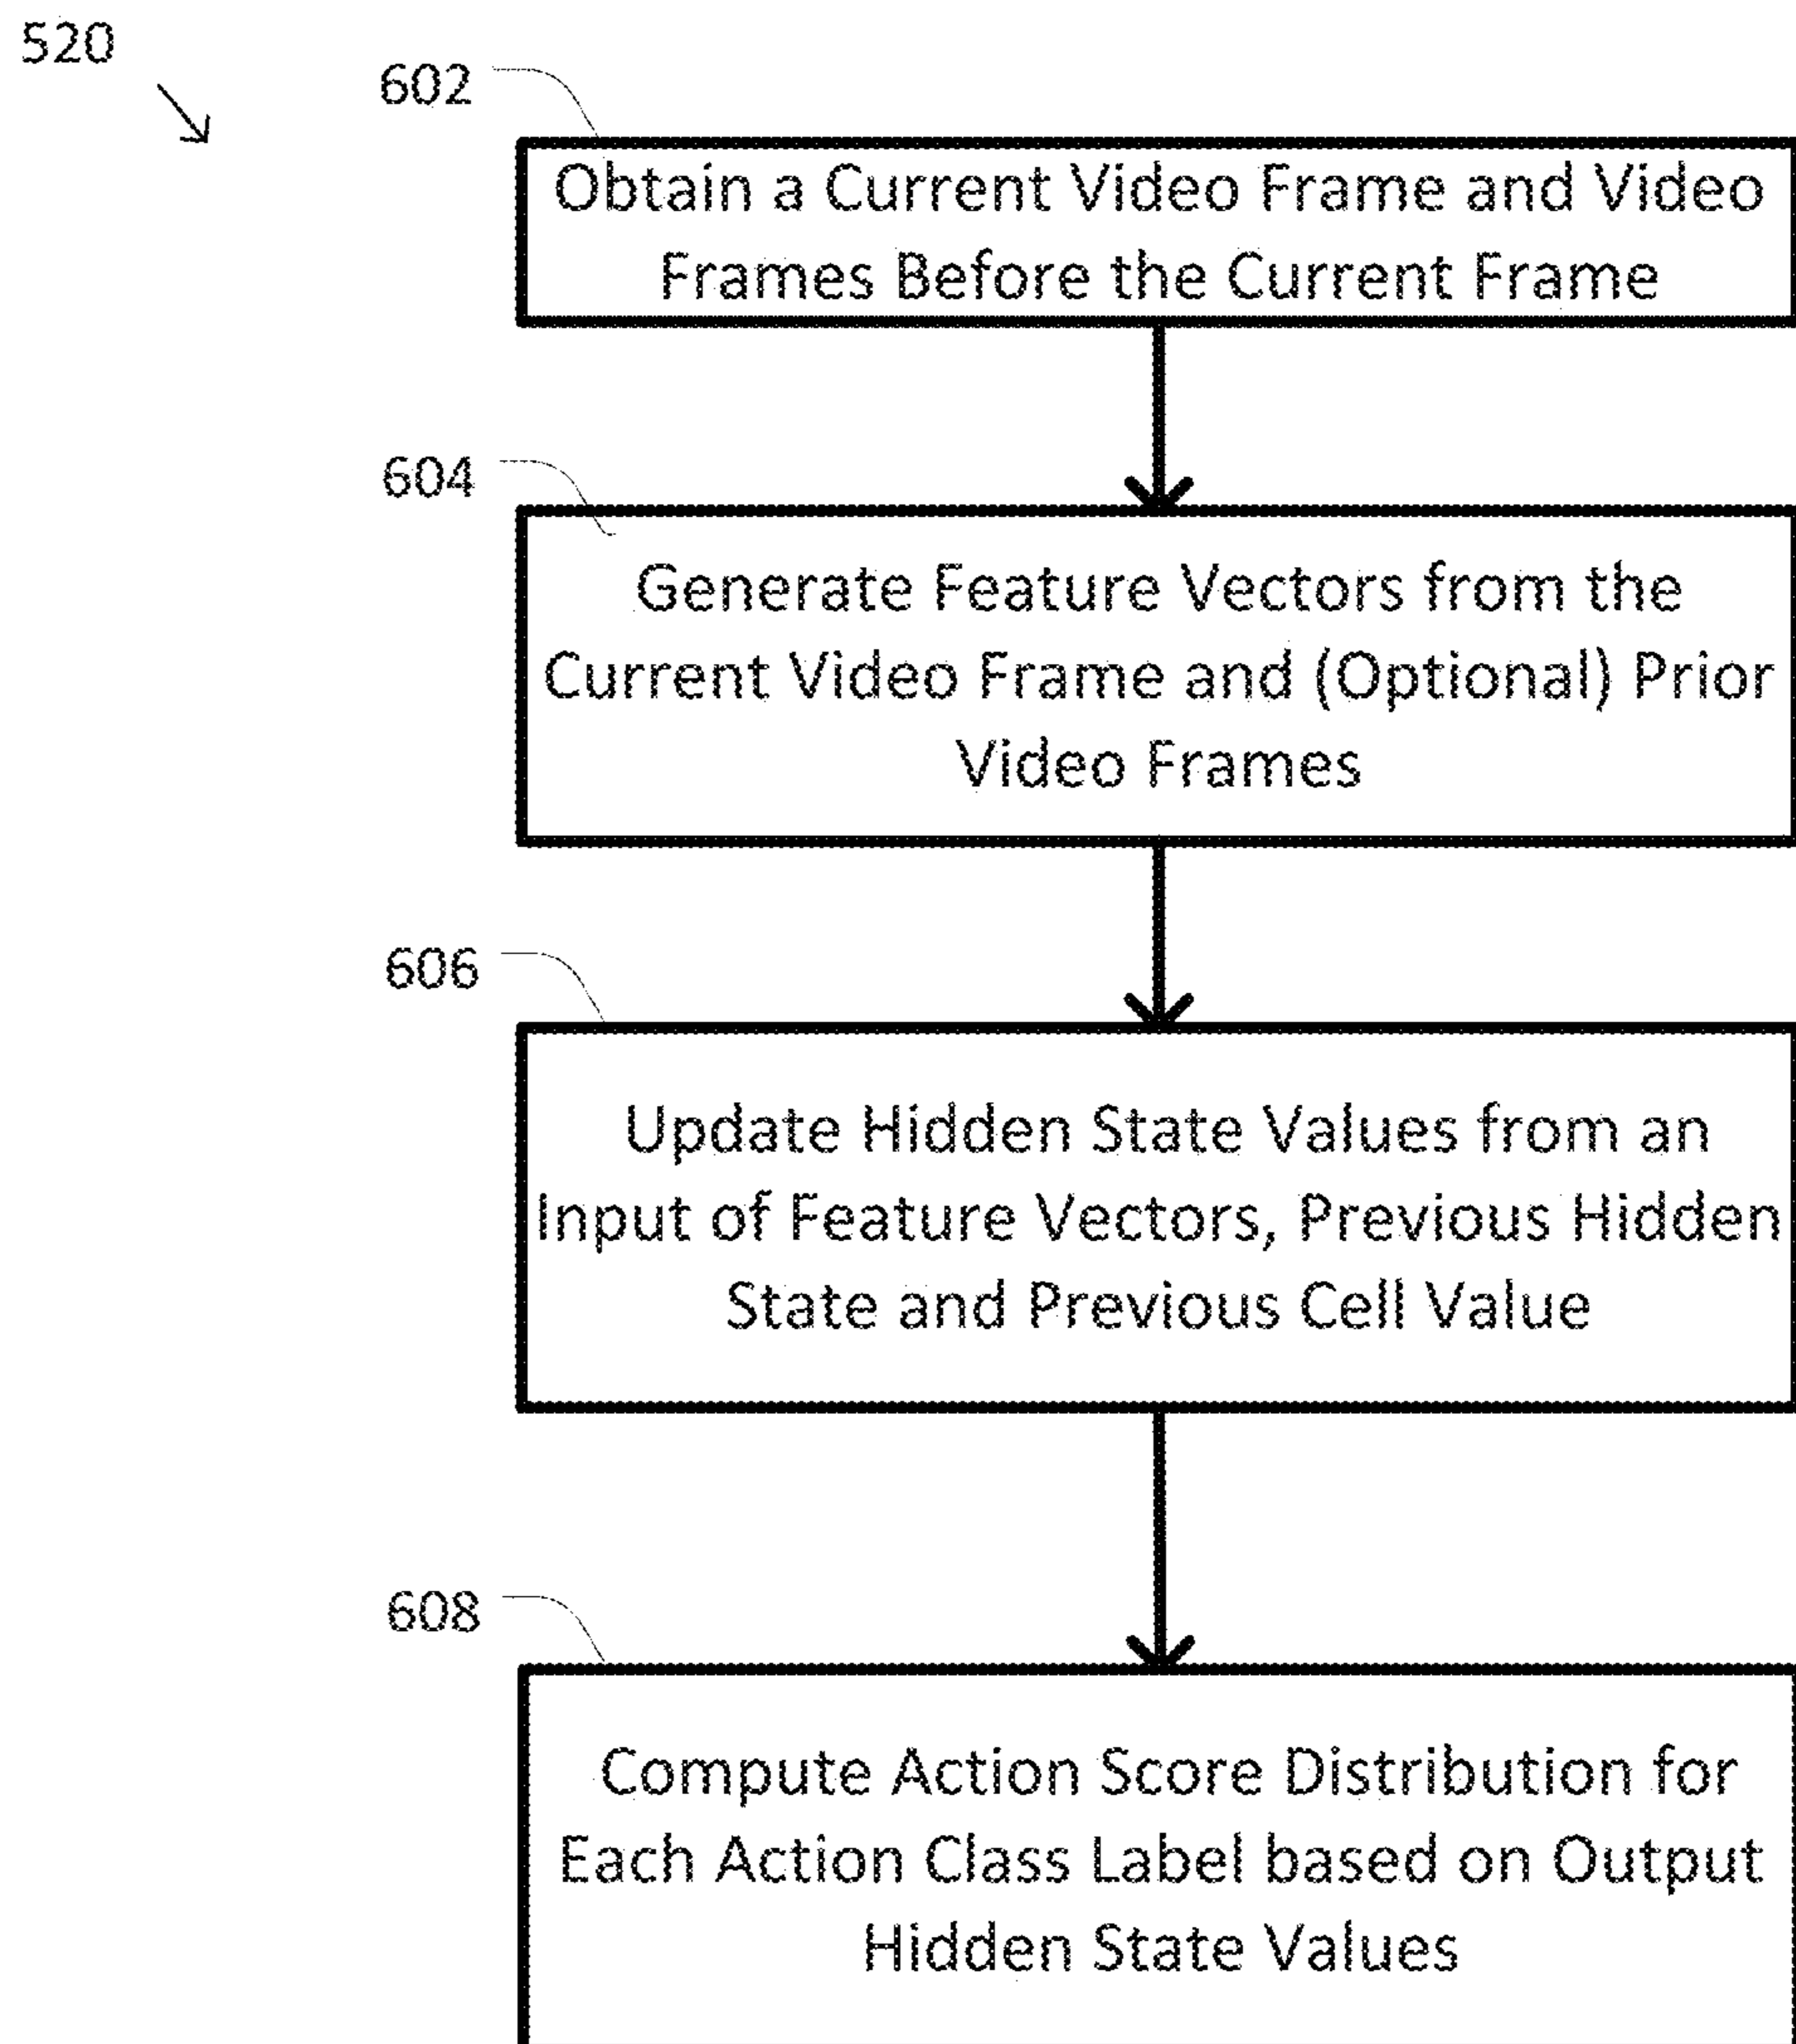 520
602
Obtain a Current Video Frame and Video
Frames Before the Current Frame
604
Generate Feature Vectors from the
Current Video Frame and (Optional) Prior
Video Frames
606
Update Hidden State Values from an
Input of Feature Vectors, Previous Hidden
State and Previous Cell Value
608
Compute Action Score Distribution for
Each Action Class Label based on Output
Hidden State Values